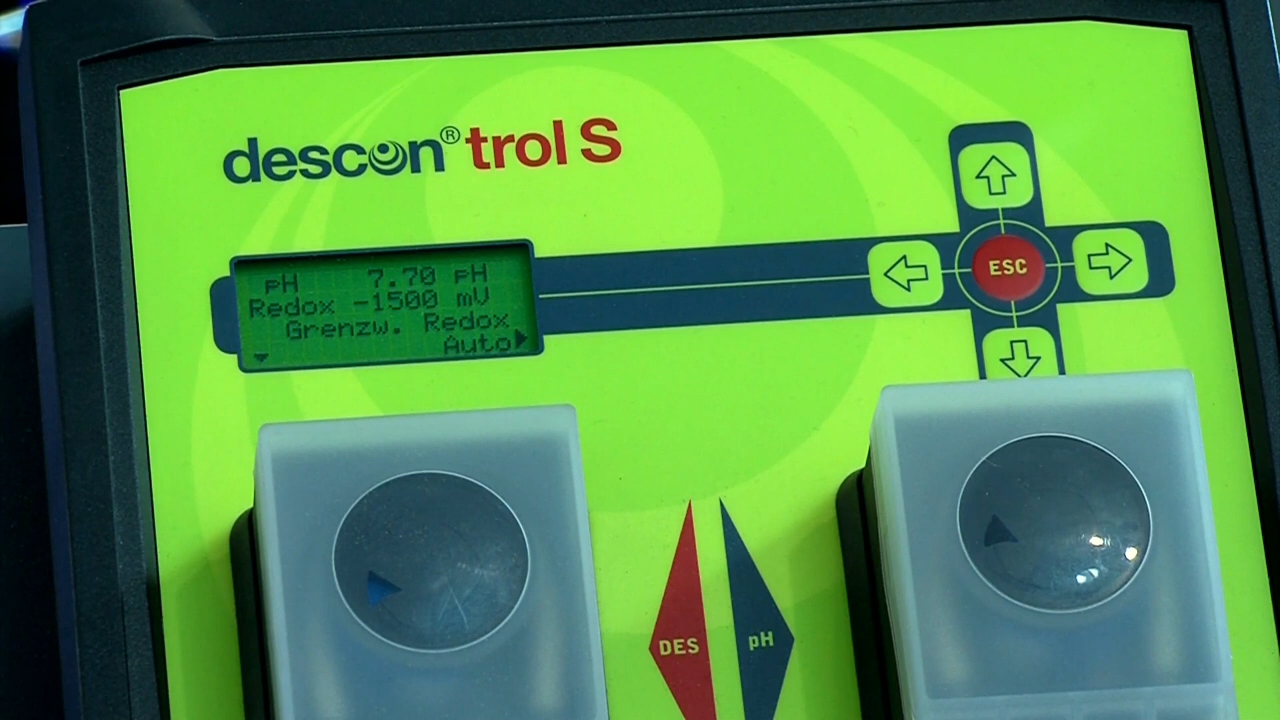 descon® trol S
pH 7.70 pH
Redox -1500 mV
Grenzw. Redox
Auto
ESC
DES
pH